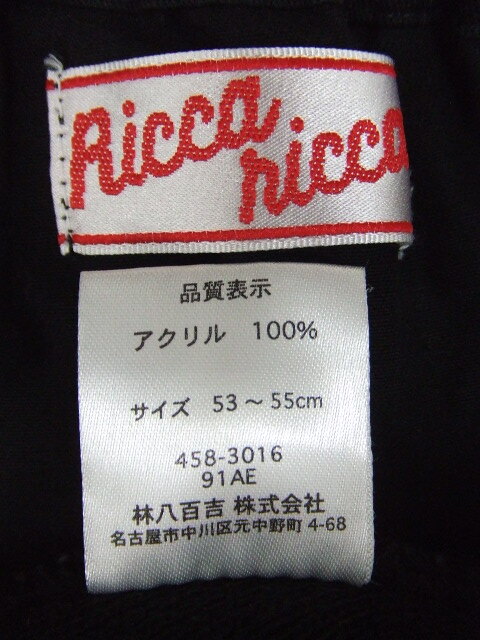 Ricca
ricca
品質表示
アクリル 100%
サイズ 53～55cm
458-3016
91AE
林八百吉 株式会社
名古屋市中川区元中野町 4-68